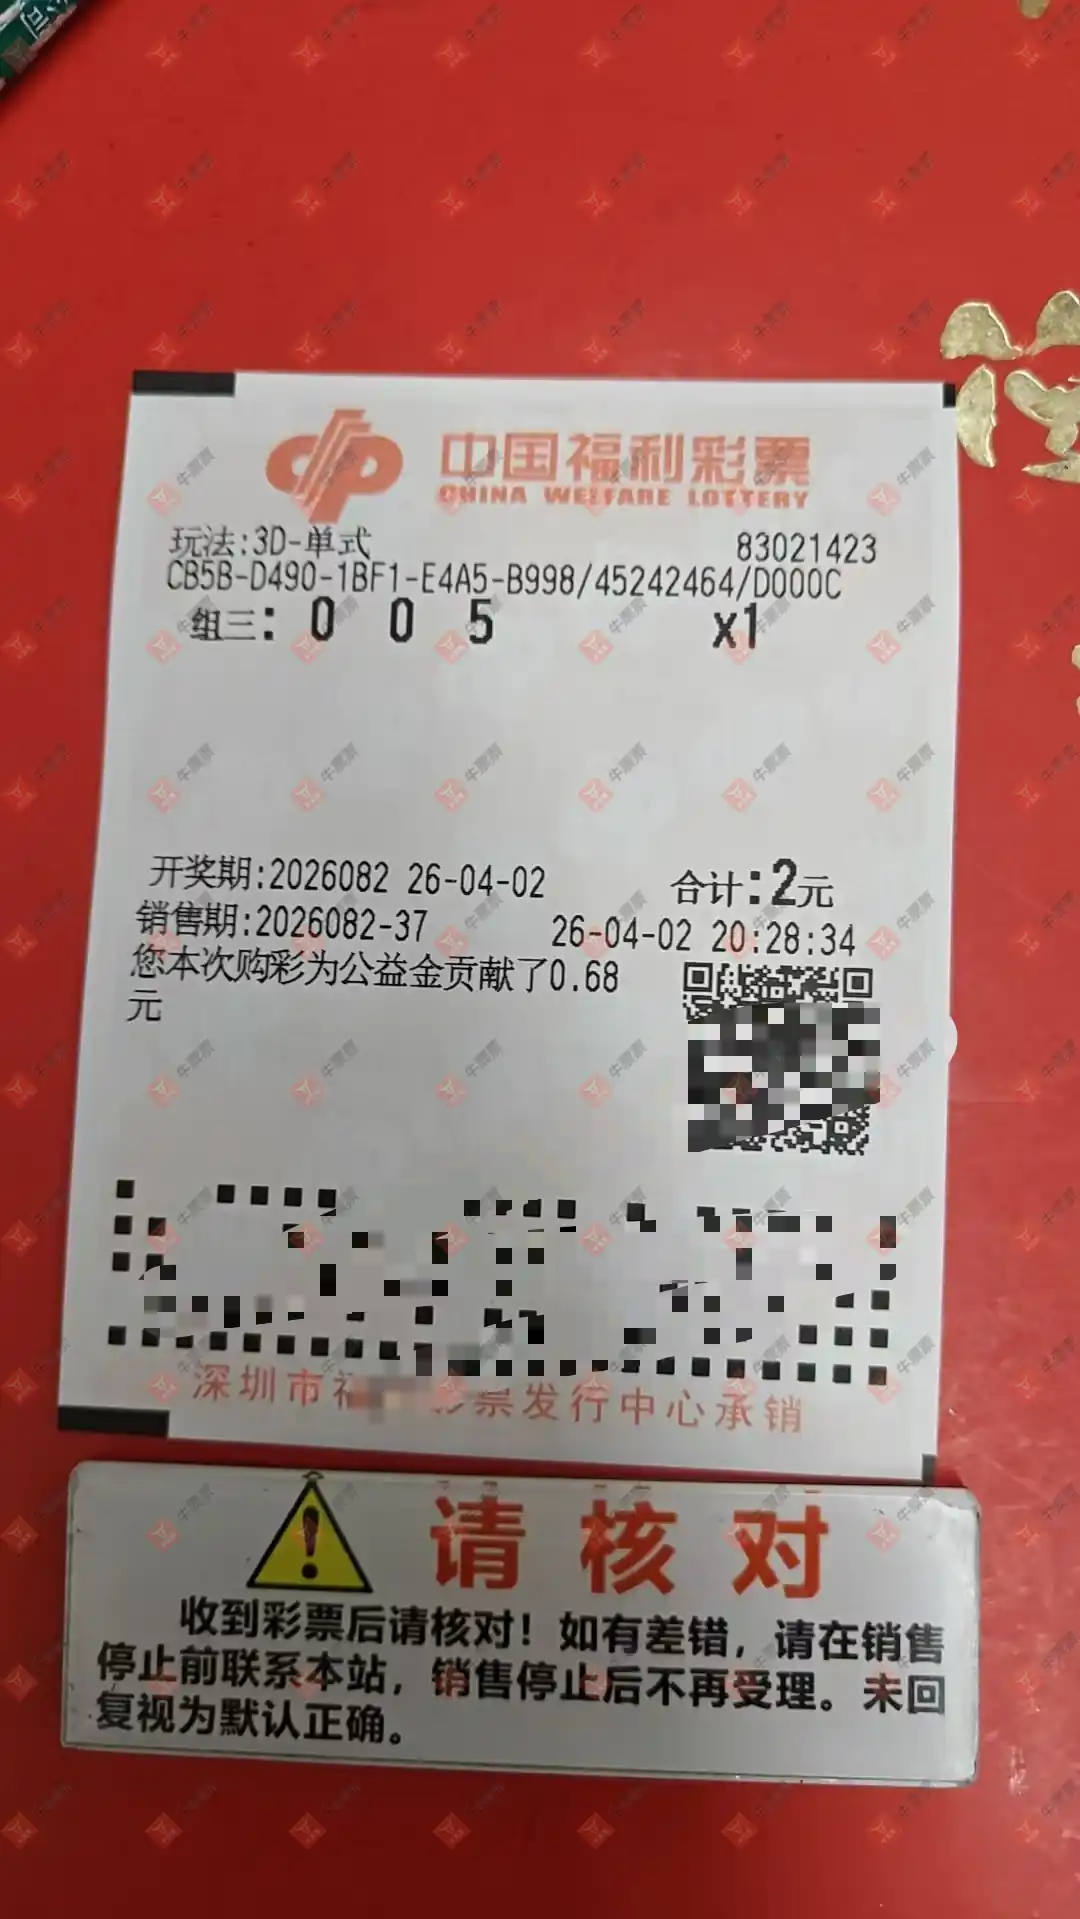 中国福利彩票
CHINA WELFARE LOTTERY
玩法:3D-单式 83021423
CB5B-D490-1BF1-E4A5-B998/45242464/D000C
组三: 0 0 5 x1
开奖期:2026082 26-04-02 合计:2元
销售期:2026082-37 26-04-02 20:28:34
您本次购彩为公益金贡献了0.68
元
深圳市福 票发行中心承销
请核对
收到彩票后请核对！如有差错，请在销售
停止前联系本站，销售停止后不再受理。未回
复视为默认正确。
牛票票